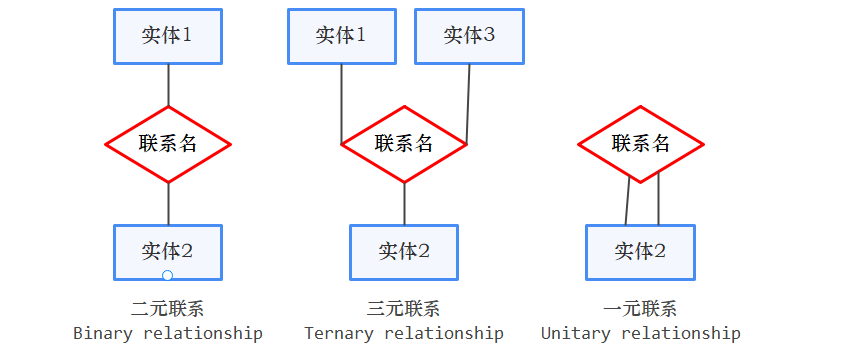 实体1
联系名
实体2
二元联系
Binary relationship
实体1
实体3
联系名
实体2
三元联系
Ternary relationship
联系名
实体2
一元联系
Unitary relationship